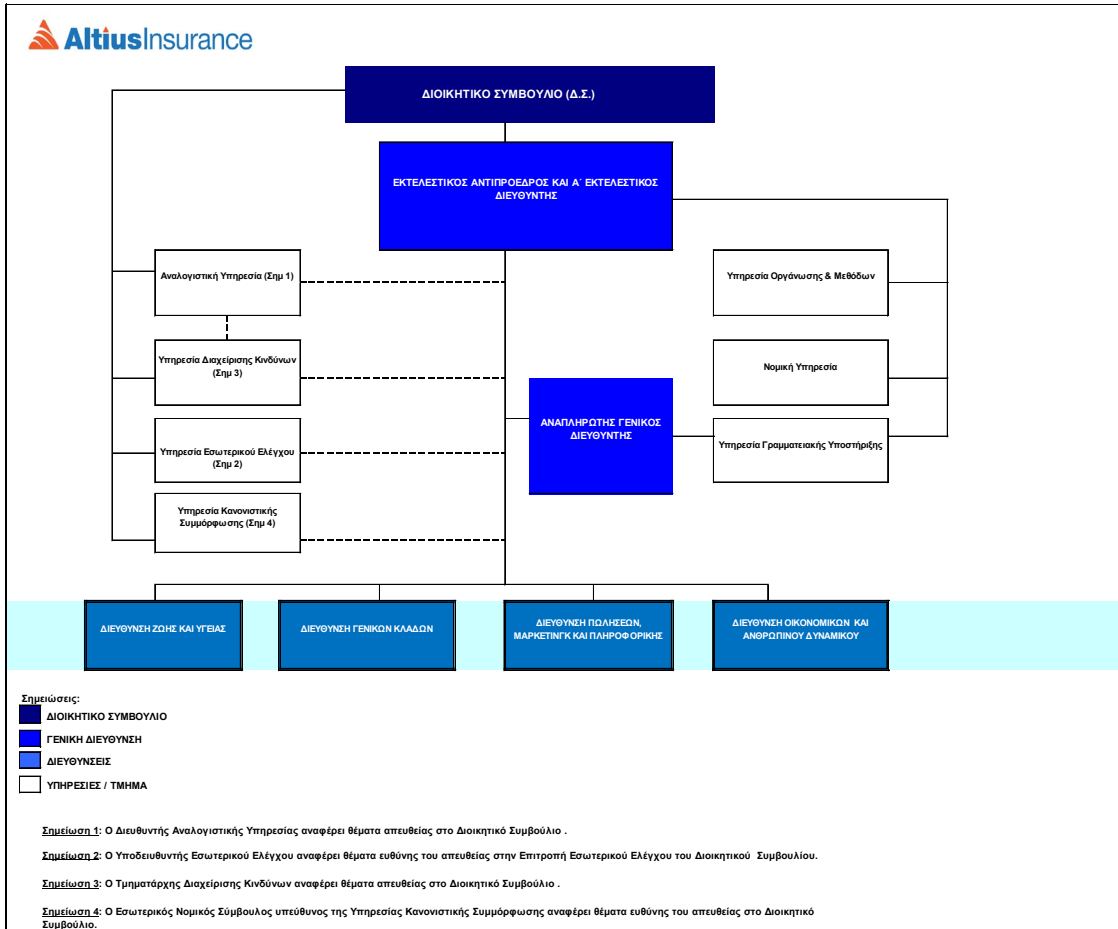 AltiusInsurance
ΔΙΟΙΚΗΤΙΚΟ ΣΥΜΒΟΥΛΙΟ (Δ.Σ.)
ΕΚΤΕΛΕΣΤΙΚΟΣ ΑΝΤΙΠΡΟΕΔΡΟΣ ΚΑΙ Α΄ ΕΚΤΕΛΕΣΤΙΚΟΣ
ΔΙΕΥΘΥΝΤΗΣ
Αναλογιστική Υπηρεσία (Σημ 1)
Υπηρεσία Οργάνωσης & Μεθόδων
Υπηρεσία Διαχείρισης Κινδύνων
(Σημ 3)
Νομική Υπηρεσία
ΑΝΑΠΛΗΡΩΤΗΣ ΓΕΝΙΚΟΣ
ΔΙΕΥΘΥΝΤΗΣ
Υπηρεσία Γραμματειακής Υποστήριξης
Υπηρεσία Εσωτερικού Ελέγχου
(Σημ 2)
Υπηρεσία Κανονιστικής
Συμμόρφωσης (Σημ 4)
ΔΙΕΥΘΥΝΣΗ ΖΩΗΣ ΚΑΙ ΥΓΕΙΑΣ
ΔΙΕΥΘΥΝΣΗ ΓΕΝΙΚΩΝ ΚΛΑΔΩΝ
ΔΙΕΥΘΥΝΣΗ ΠΩΛΗΣΕΩΝ,
ΜΑΡΚΕΤΙΝΓΚ ΚΑΙ ΠΛΗΡΟΦΟΡΙΚΗΣ
ΔΙΕΥΘΥΝΣΗ ΟΙΚΟΝΟΜΙΚΩΝ ΚΑΙ
ΑΝΘΡΩΠΙΝΟΥ ΔΥΝΑΜΙΚΟΥ
Σημειώσεις:
ΔΙΟΙΚΗΤΙΚΟ ΣΥΜΒΟΥΛΙΟ
ΓΕΝΙΚΗ ΔΙΕΥΘΥΝΣΗ
ΔΙΕΥΘΥΝΣΕΙΣ
ΥΠΗΡΕΣΙΕΣ / ΤΜΗΜΑ
Σημείωση 1: Ο Διευθυντής Αναλογιστικής Υπηρεσίας αναφέρει θέματα απευθείας στο Διοικητικό Συμβούλιο .
Σημείωση 2: Ο Υποδειυθυντής Εσωτερικού Ελέγχου αναφέρει θέματα ευθύνης του απευθείας στην Επιτροπή Εσωτερικού Ελέγχου του Διοικητικού Συμβουλίου.
Σημείωση 3: Ο Τμηματάρχης Διαχείρισης Κινδύνων αναφέρει θέματα απευθείας στο Διοικητικό Συμβούλιο .
Σημείωση 4: Ο Εσωτερικός Νομικός Σύμβουλος υπεύθυνος της Υπηρεσίας Κανονιστικής Συμμόρφωσης αναφέρει θέματα ευθύνης του απευθείας στο Διοικητικό
Συμβούλιο.